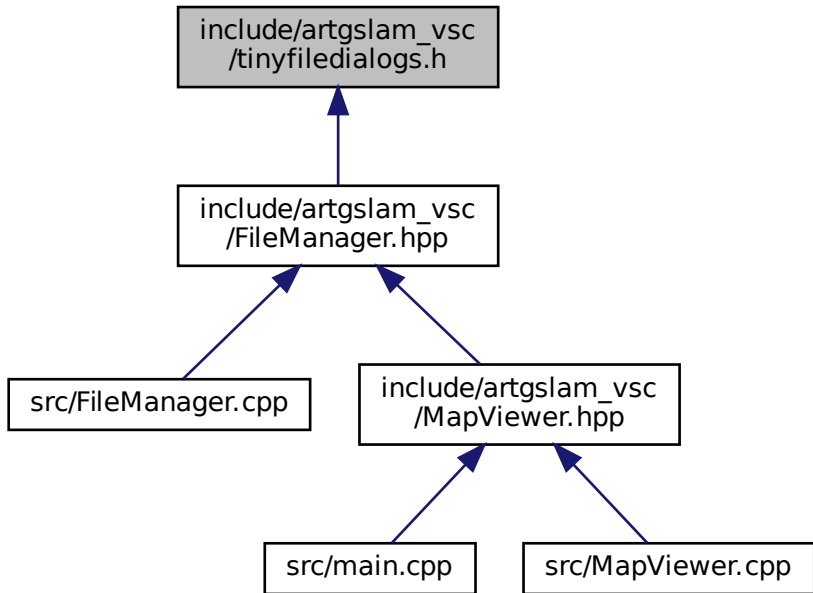 include/artgslam_vsc
/tinyfiledialogs.h
include/artgslam_vsc
/FileManager.hpp
src/FileManager.cpp
include/artgslam_vsc
/MapViewer.hpp
src/main.cpp
src/MapViewer.cpp